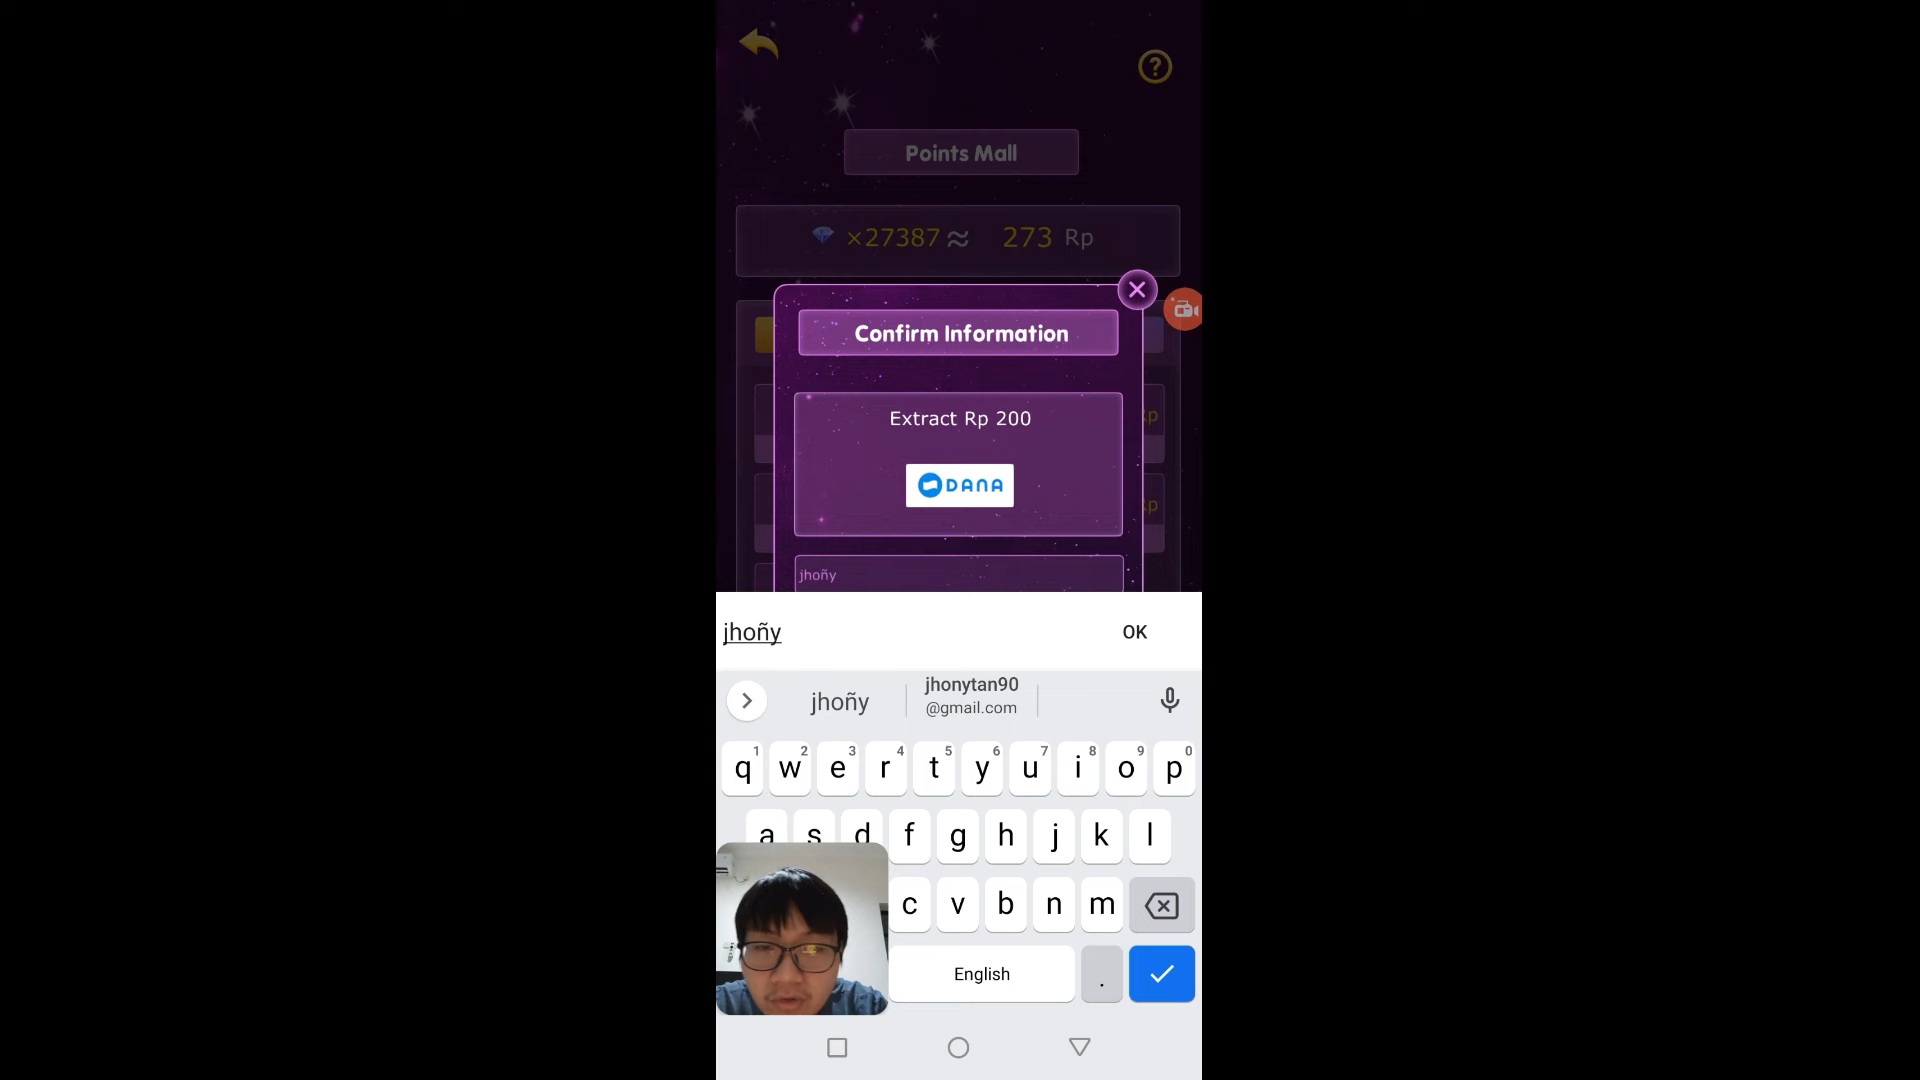 ?
Points Mall
×27387≈ 273 Rp
Confirm Information
Extract Rp 200
DANA
jhoñy
jhoñy OK
jhoñy jhonytan90
@gmail.com
1 2 3 4 5 6 7 8 9 0
q w e r t y u i o p
a s d f g h j k l
c v b n m
English .